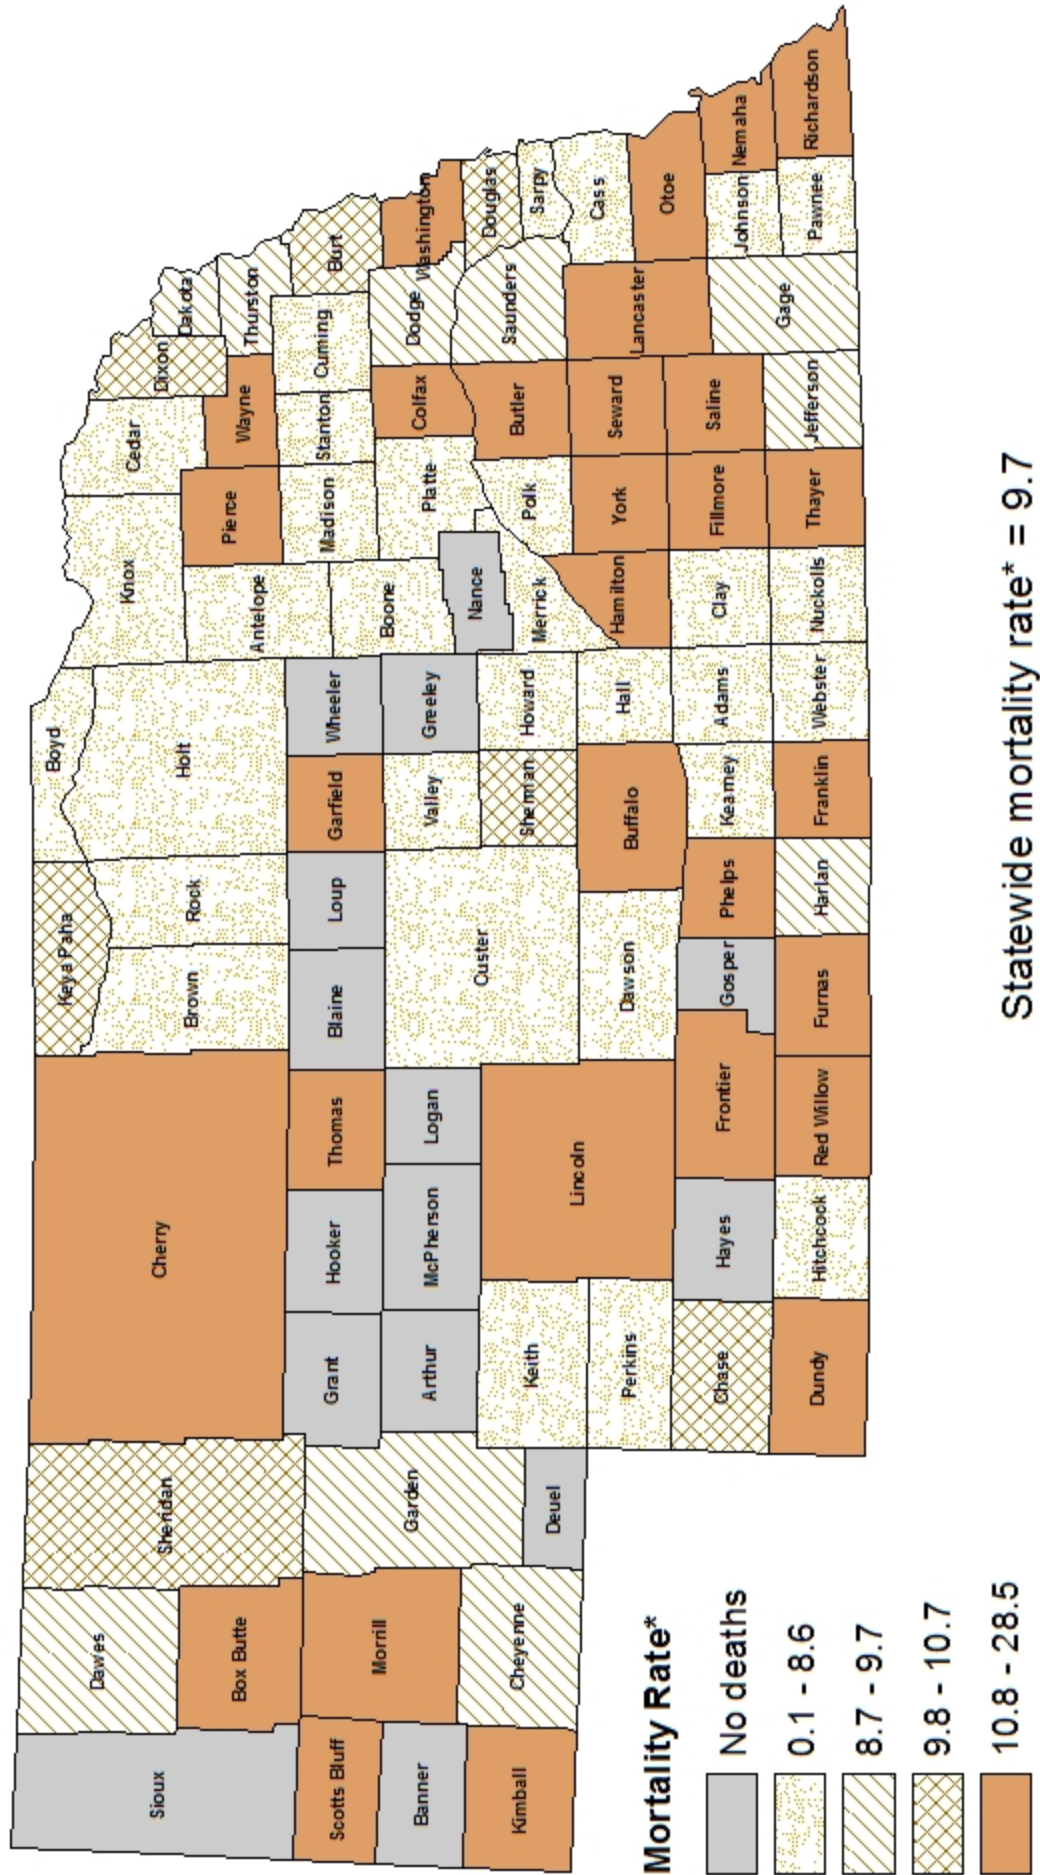 Sioux
Dawes
Sheridan
Cherry
Keya Paha
Boyd
Box Butte
Brown
Rock
Holt
Knox
Cedar
Dixon
Dakota
Scotts Bluff
Banner
Kimball
Morrill
Cheyenne
Garden
Deuel
Grant
Hooker
Thomas
Blaine
Loup
Garfield
Wheeler
Antelope
Pierce
Wayne
Thurston
Arthur
McPherson
Logan
Custer
Valley
Greeley
Boone
Madison
Stanton
Cuming
Burt
Keith
Lincoln
Sherman
Howard
Nance
Merrick
Platte
Polk
Colfax
Butler
Dodge
Saunders
Washington
Douglas
Sarpy
Perkins
Dawson
Buffalo
Hall
Hamilton
York
Seward
Lancaster
Cass
Otoe
Chase
Hayes
Frontier
Gosper
Phelps
Kearney
Adams
Clay
Fillmore
Saline
Johnson
Nemaha
Dundy
Hitchcock
Red Willow
Furnas
Harlan
Franklin
Webster
Nuckolls
Thayer
Jefferson
Gage
Pawnee
Richardson
Mortality Rate*
No deaths
0.1 - 8.6
8.7 - 9.7
9.8 - 10.7
10.8 - 28.5
Statewide mortality rate* = 9.7